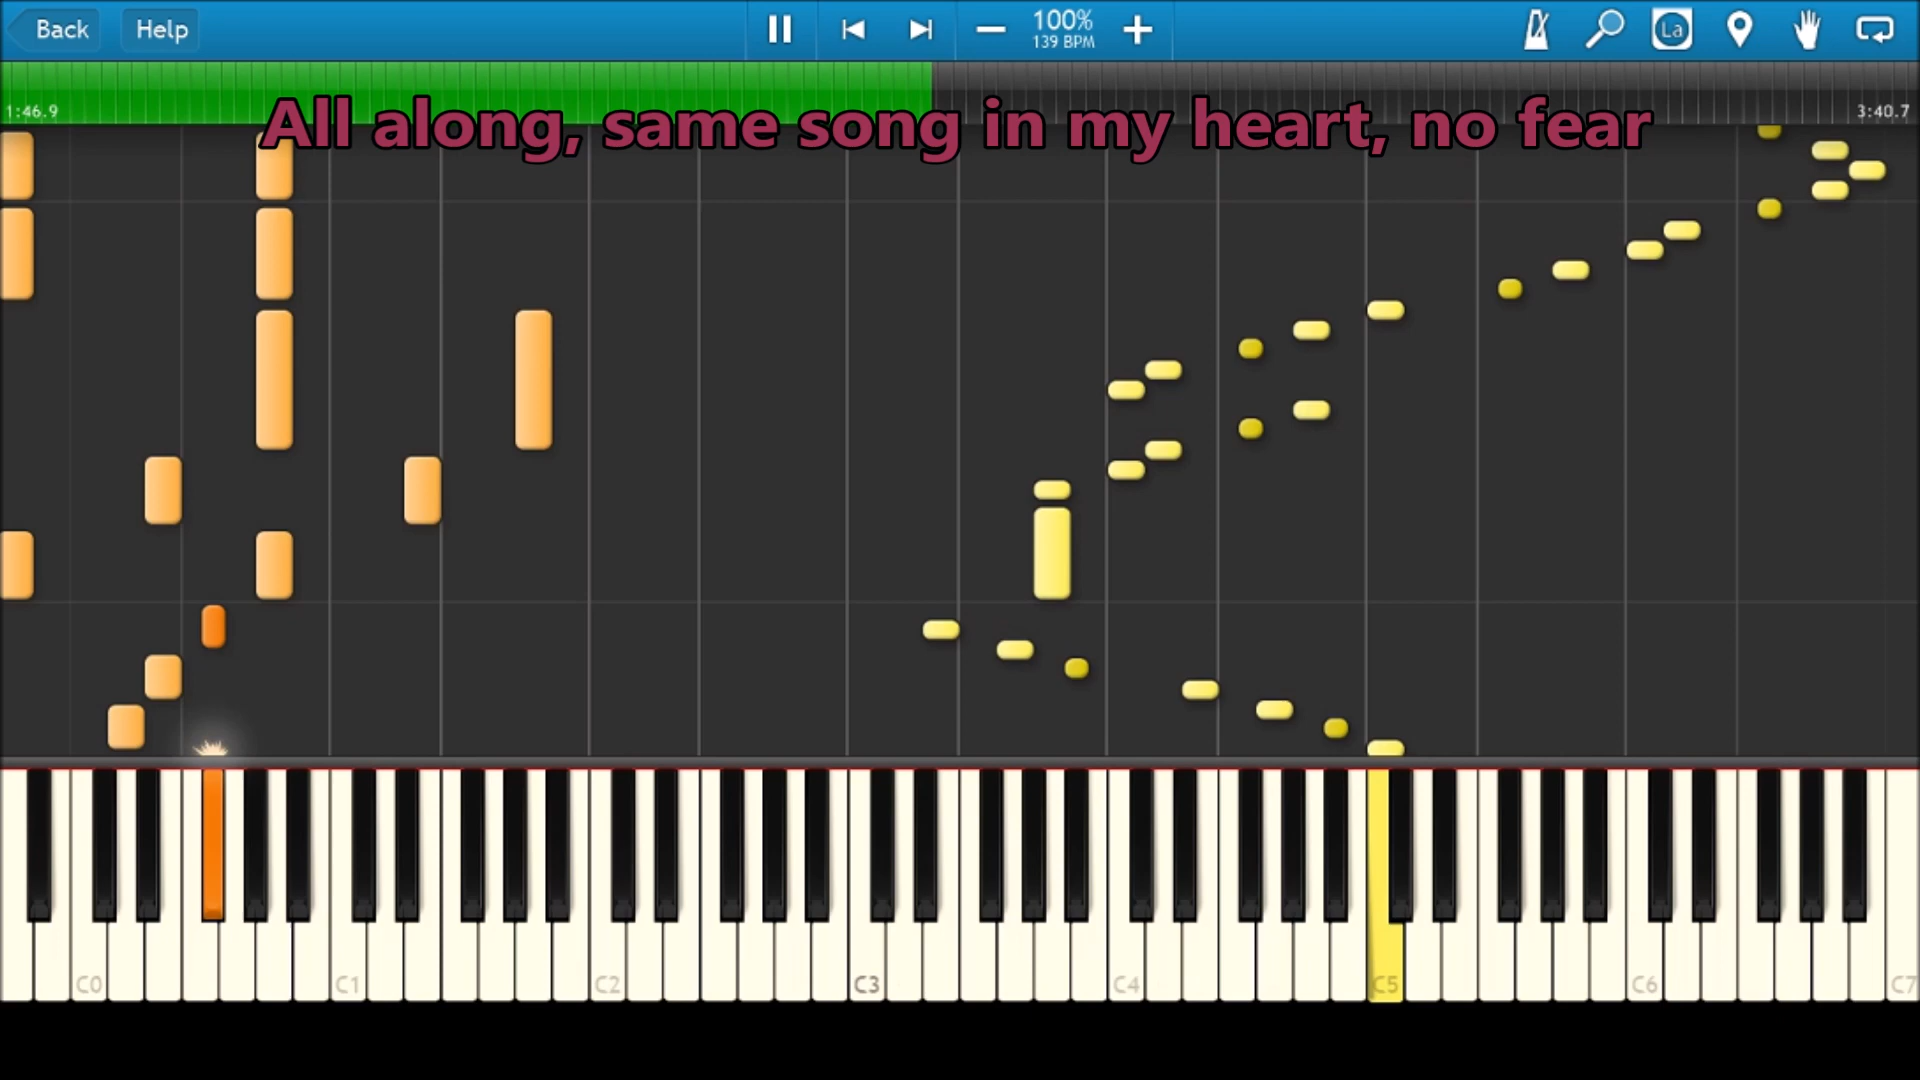 Back Help 100% La
139 BPM
1:46.9 3:40.7
All along, same song in my heart, no fear
C0 C1 C2 C3 C4 C5 C6 C7